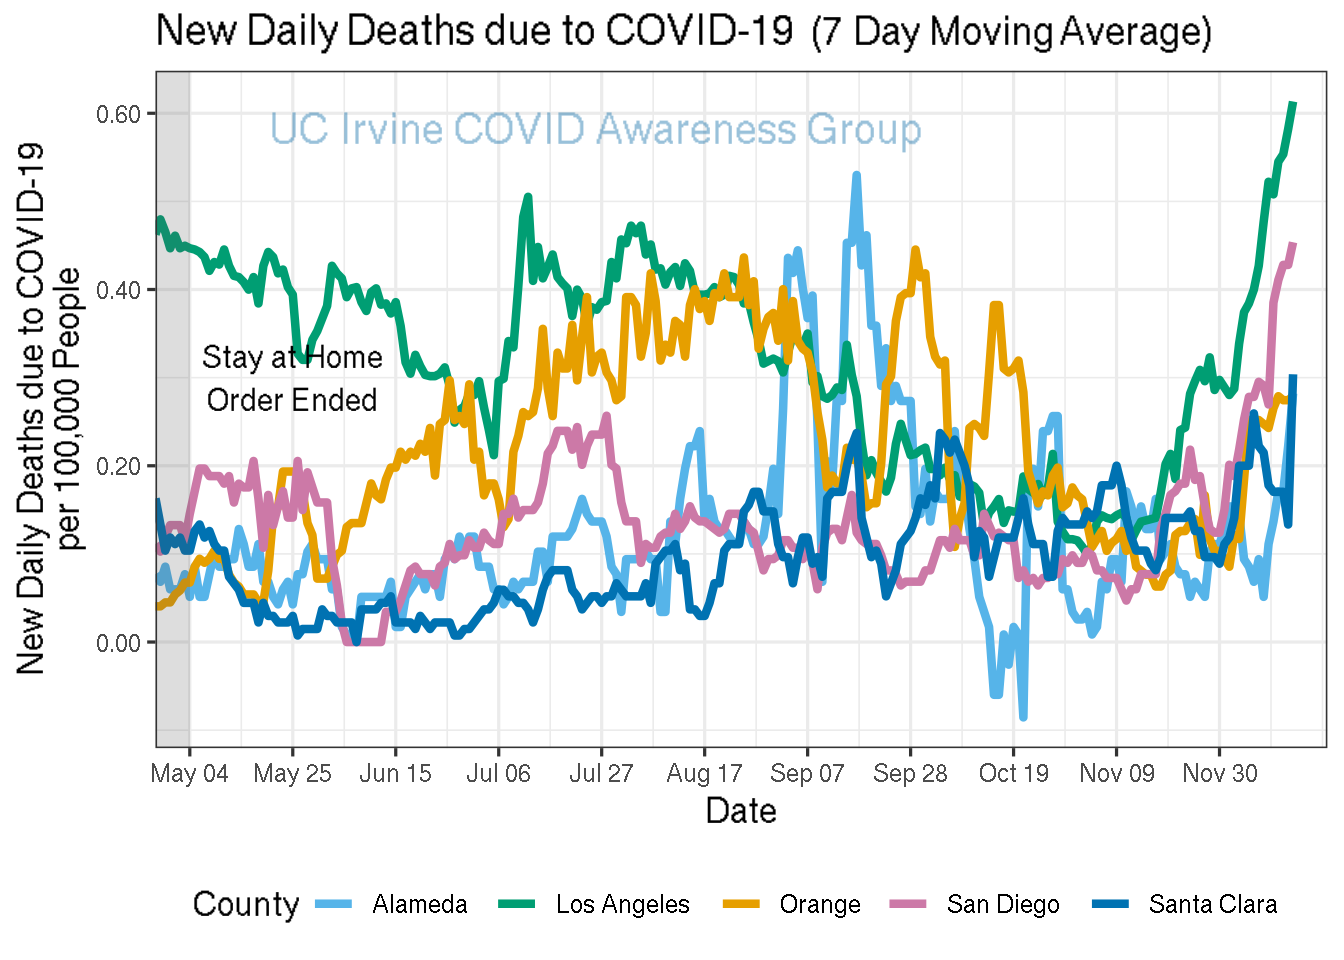 New Daily Deaths due to COVID-19 (7 Day Moving Average)
UC Irvine COVID Awareness Group
New Daily Deaths due to COVID-19
per 100,000 People
0.60
0.40
0.20
0.00
Stay at Home
Order Ended
May 04 May 25 Jun 15 Jul 06 Jul 27 Aug 17 Sep 07 Sep 28 Oct 19 Nov 09 Nov 30
Date
County Alameda Los Angeles Orange San Diego Santa Clara